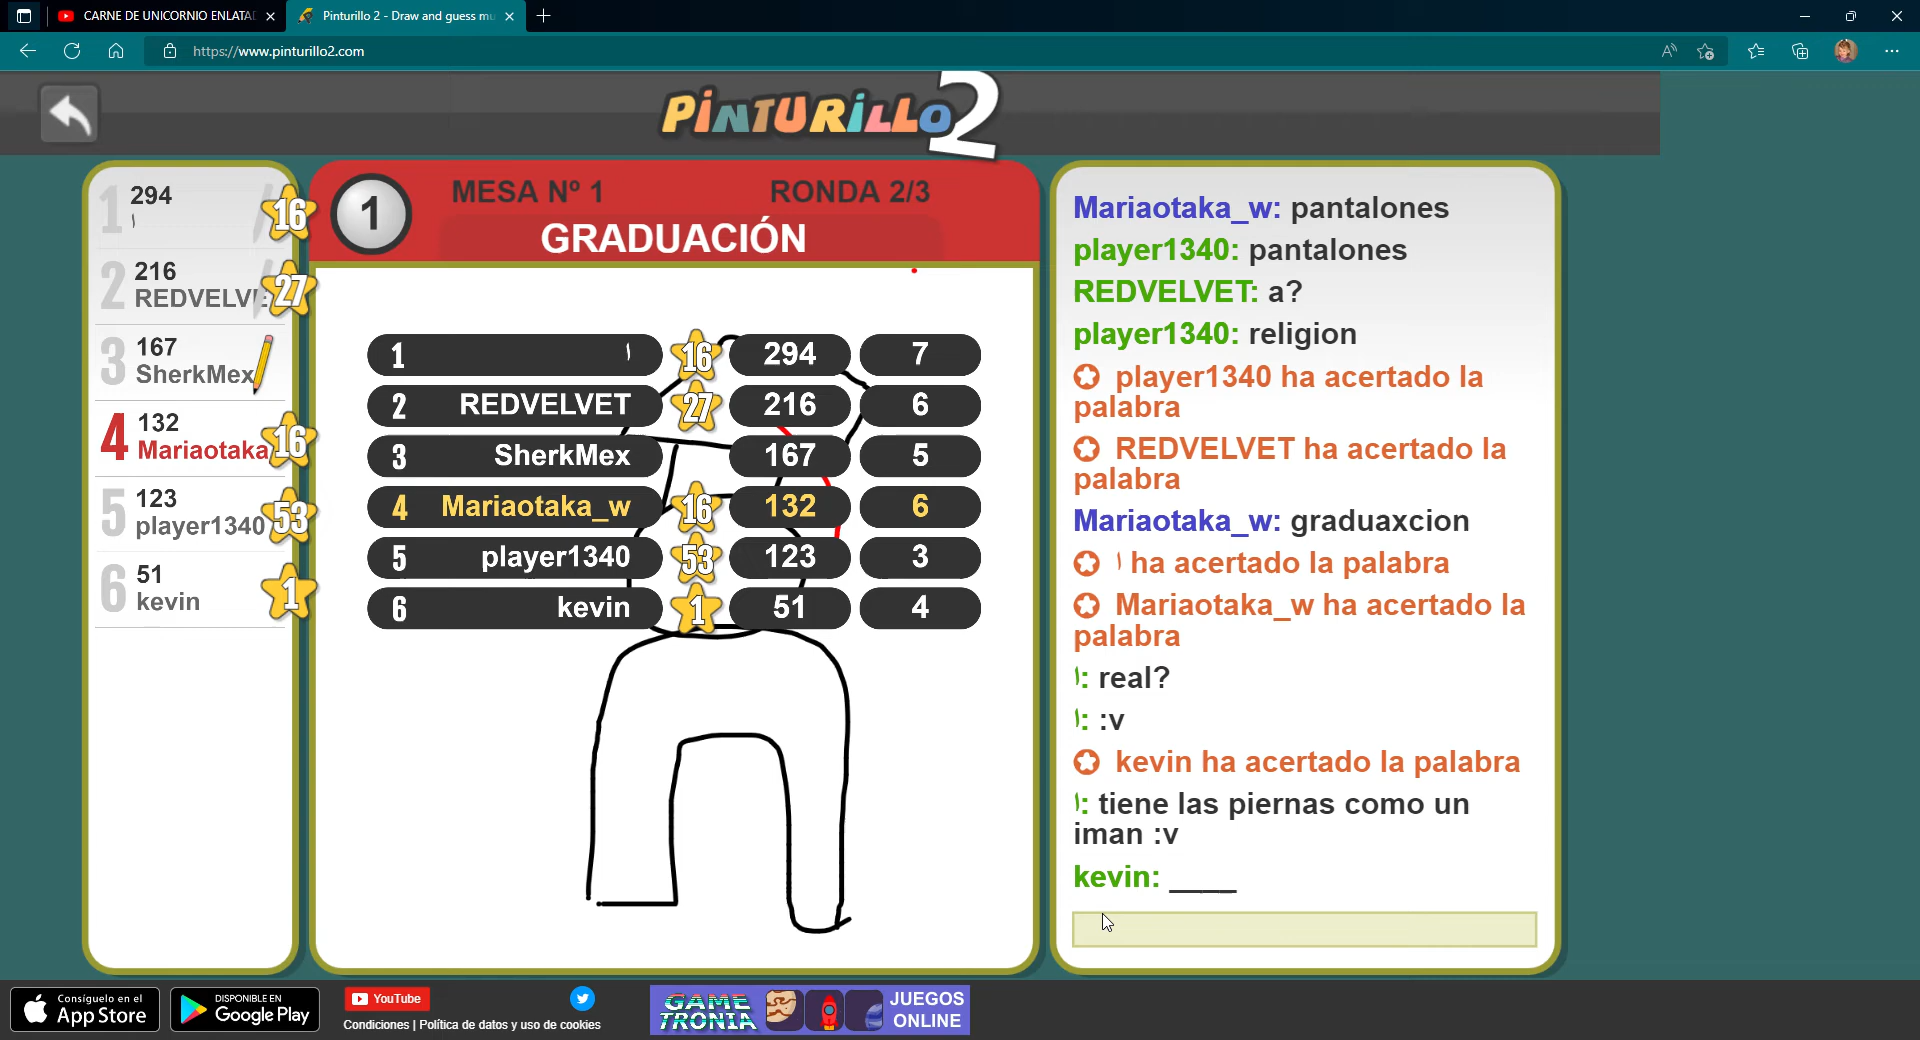 CARNE DE UNICORNIO ENLATAD
Pinturillo 2 - Draw and guess mu
https://www.pinturillo2.com
PiNTURiLLO 2
1 294
۱ 16
2 216
REDVELVE 27
3 167
SherkMex
4 132
Mariaotaka 16
5 123
player1340 53
6 51
kevin 1
1 MESA Nº 1 RONDA 2/3
GRADUACIÓN
1 ۱ 16 294 7
2 REDVELVET 27 216 6
3 SherkMex 167 5
4 Mariaotaka_w 16 132 6
5 player1340 53 123 3
6 kevin 1 51 4
Mariaotaka_w: pantalones
player1340: pantalones
REDVELVET: a?
player1340: religion
player1340 ha acertado la
palabra
REDVELVET ha acertado la
palabra
Mariaotaka_w: graduaxcion
۱ ha acertado la palabra
Mariaotaka_w ha acertado la
palabra
۱: real?
۱: :v
kevin ha acertado la palabra
۱: tiene las piernas como un
iman :v
kevin: ____
Consíguelo en el
App Store
DISPONIBLE EN
Google Play
YouTube
Condiciones | Política de datos y uso de cookies
GAME
TRONIA
JUEGOS
ONLINE